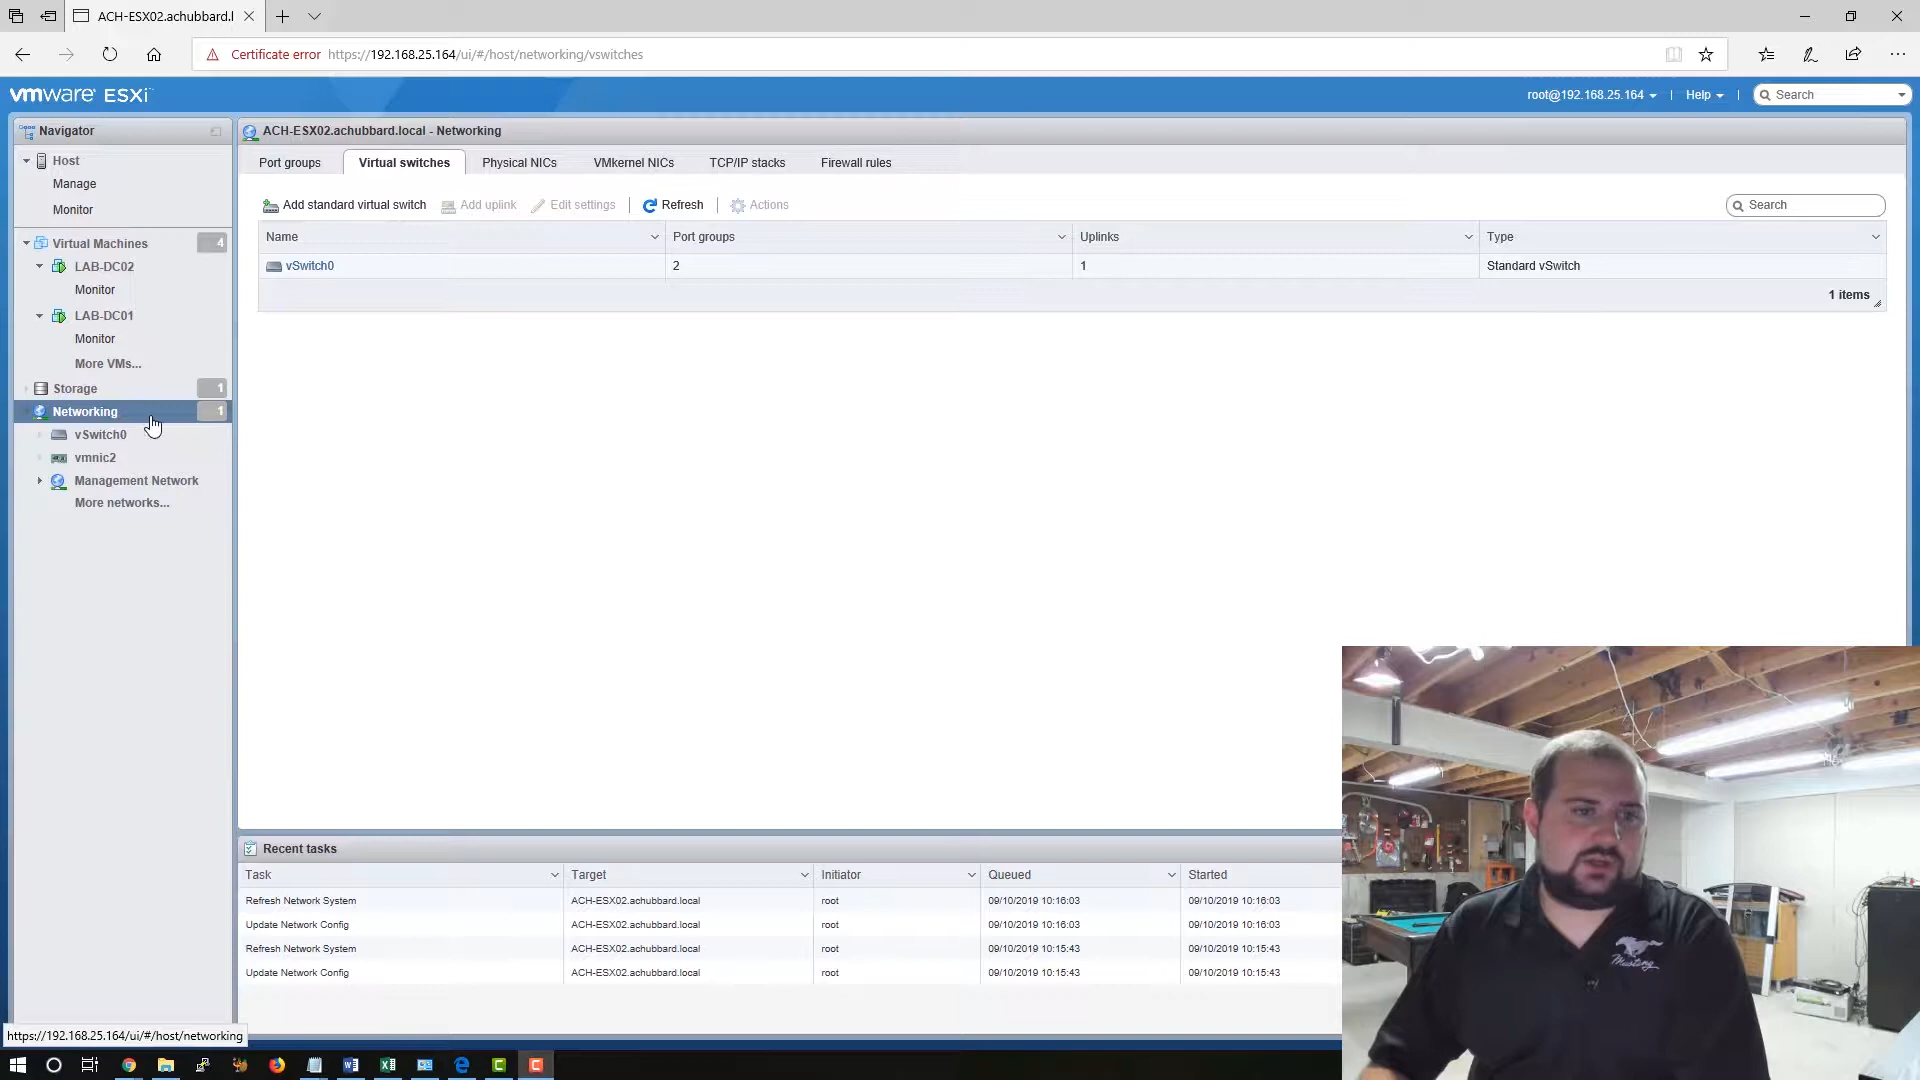 ACH-ESX02.achubbard.l
Certificate error https://192.168.25.164/ui/#/host/networking/vswitches
vmware ESXi
root@192.168.25.164 | Help | Search
Navigator
Host
Manage
Monitor
Virtual Machines 4
LAB-DC02
Monitor
LAB-DC01
Monitor
More VMs...
Storage 1
Networking 1
vSwitch0
vmnic2
Management Network
More networks...
ACH-ESX02.achubbard.local - Networking
Port groups Virtual switches Physical NICs VMkernel NICs TCP/IP stacks Firewall rules
Add standard virtual switch Add uplink Edit settings | Refresh | Actions Search
Name Port groups Uplinks Type
vSwitch0 2 1 Standard vSwitch
1 items
Recent tasks
Task Target Initiator Queued Started
Refresh Network System ACH-ESX02.achubbard.local root 09/10/2019 10:16:03 09/10/2019 10:16:03
Update Network Config ACH-ESX02.achubbard.local root 09/10/2019 10:16:03 09/10/2019 10:16:03
Refresh Network System ACH-ESX02.achubbard.local root 09/10/2019 10:15:43 09/10/2019 10:15:43
Update Network Config ACH-ESX02.achubbard.local root 09/10/2019 10:15:43 09/10/2019 10:15:43
Mustang
https://192.168.25.164/ui/#/host/networking